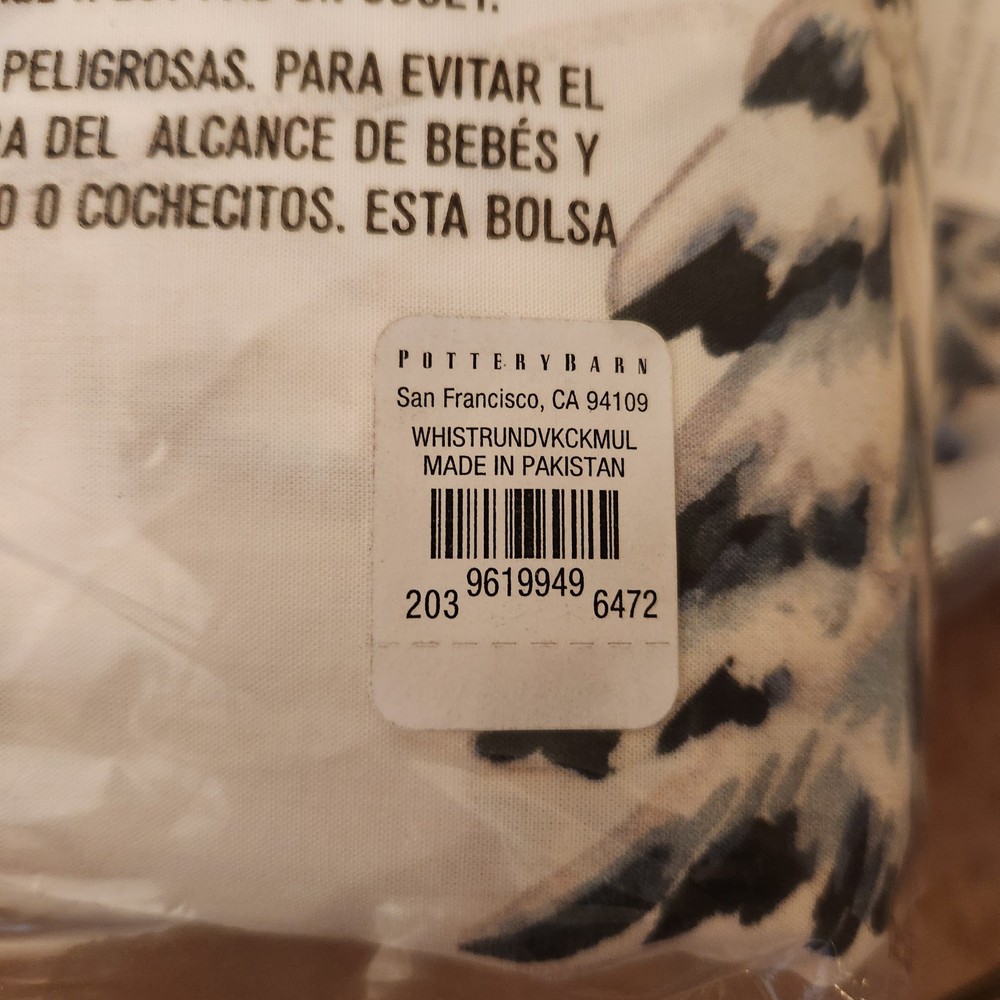 PELIGROSAS. PARA EVITAR EL
DEL ALCANCE DE BEBÉS Y
O COCHECITOS. ESTA BOLSA
POTTERYBARN
San Francisco, CA 94109
WHISTRUNDVKCKMUL
MADE IN PAKISTAN
203 9619949 6472